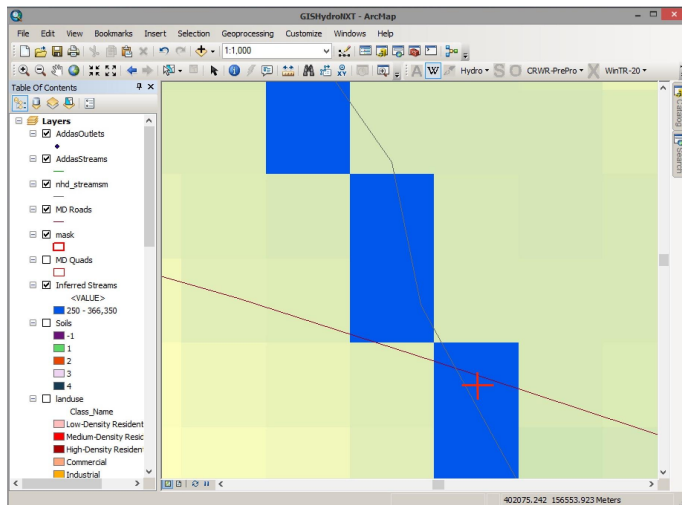 GISHydroNXT - ArcMap
File Edit View Bookmarks Insert Selection Geoprocessing Customize Windows Help
1:1,000
Hydro CRWR-PrePro WinTR-20
Table Of Contents
Layers
AddasOutlets
AddasStreams
nhd_streamsm
MD Roads
mask
MD Quads
Inferred Streams
<VALUE>
250 - 366,350
Soils
-1
1
2
3
4
landuse
Class_Name
Low-Density Resident
Medium-Density Resid
High-Density Residen
Commercial
Industrial
Catalog
Search
402075.242 156553.923 Meters